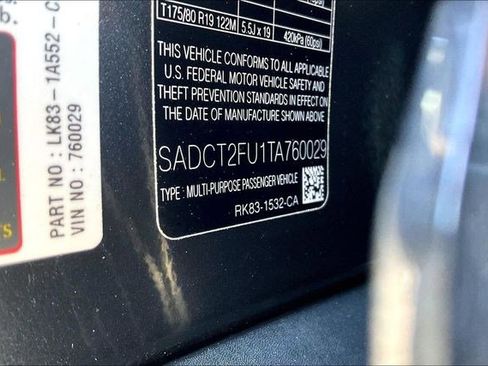 T175/80 R19 122M 5.5J x 19 420kPa (60psi)
THIS VEHICLE CONFORMS TO ALL APPLICABLE
U.S. FEDERAL MOTOR VEHICLE SAFETY AND
THEFT PREVENTION STANDARDS IN EFFECT ON
THE DATE OF MANUFACTURE SHOWN ABOVE.
SADCT2FU1TA760029
TYPE : MULTI-PURPOSE PASSENGER VEHICLE
RK83-1532-CA
PART NO : LK83-1A552-C
VIN NO : 760029